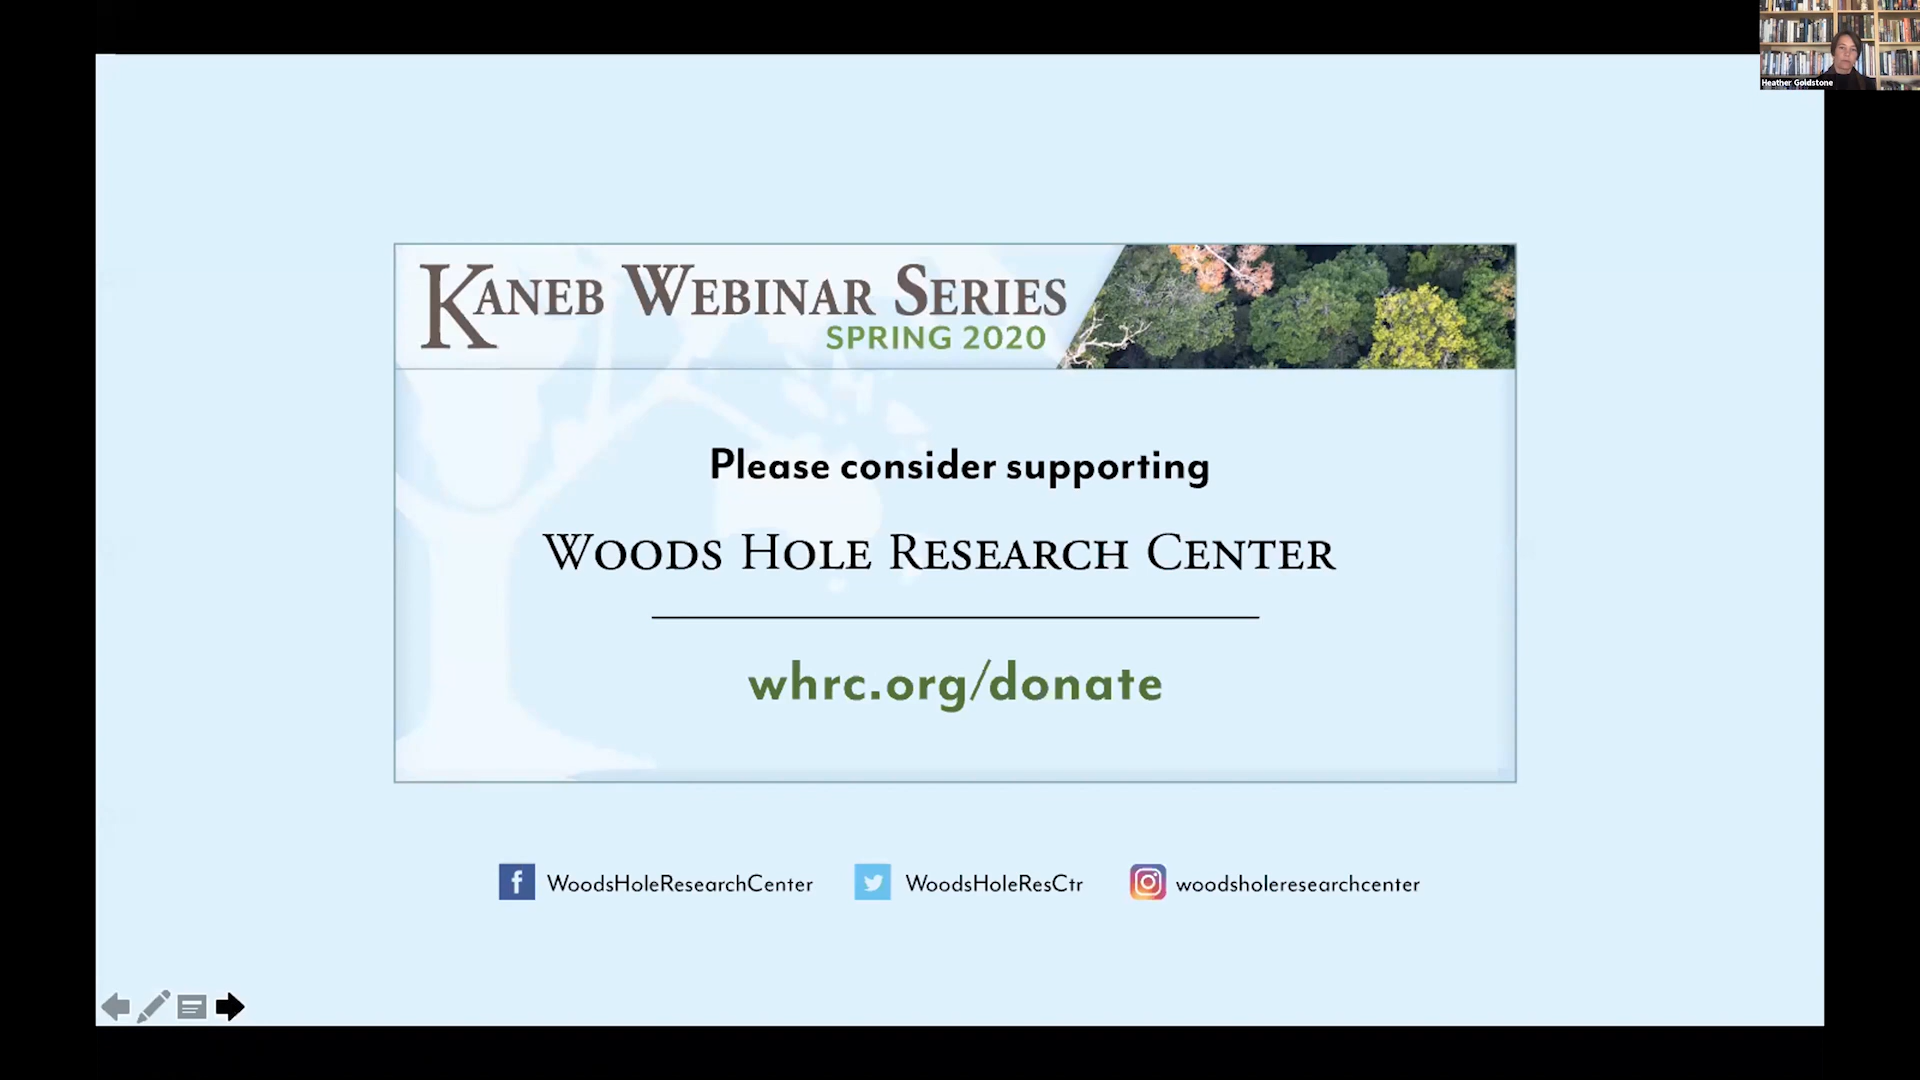 Heather Goldstone
KANEB WEBINAR SERIES
SPRING 2020
Please consider supporting
WOODS HOLE RESEARCH CENTER
whrc.org/donate
WoodsHoleResearchCenter
WoodsHoleResCtr
woodsholeresearchcenter